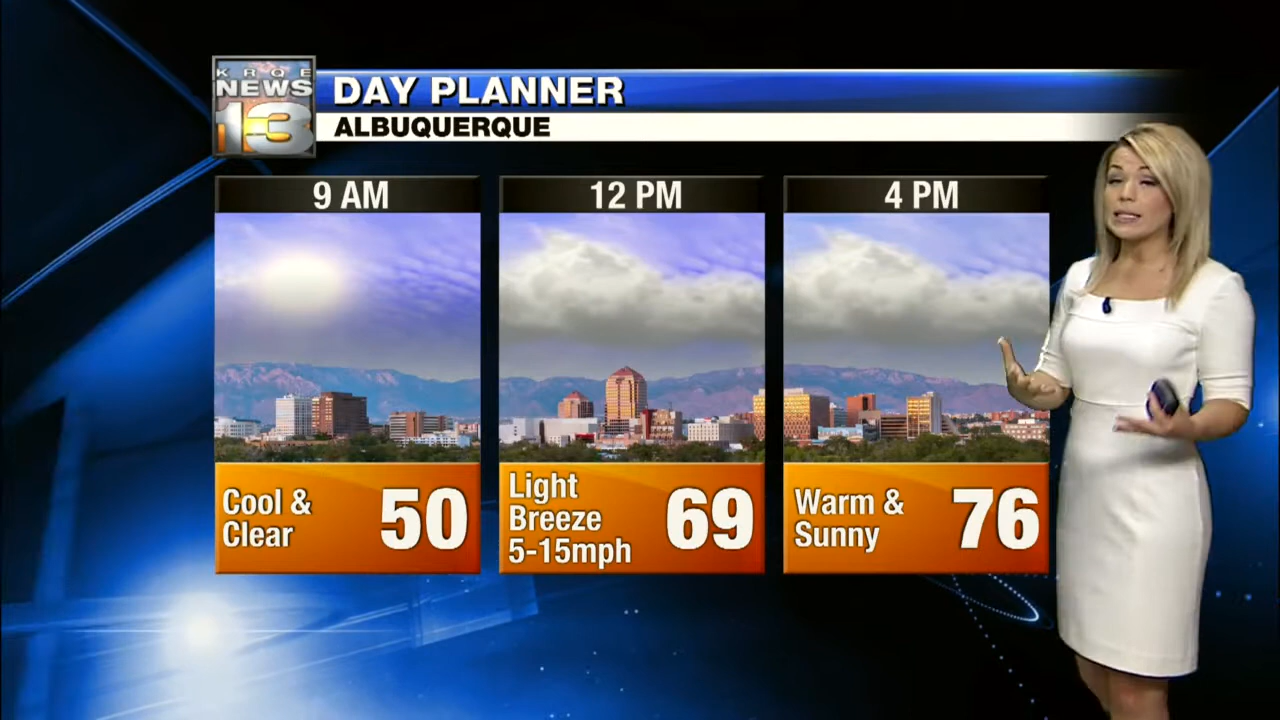 KRQE
NEWS
13
DAY PLANNER
ALBUQUERQUE
9 AM
12 PM
4 PM
Cool &
Clear
50
Light
Breeze
5-15mph
69
Warm &
Sunny
76